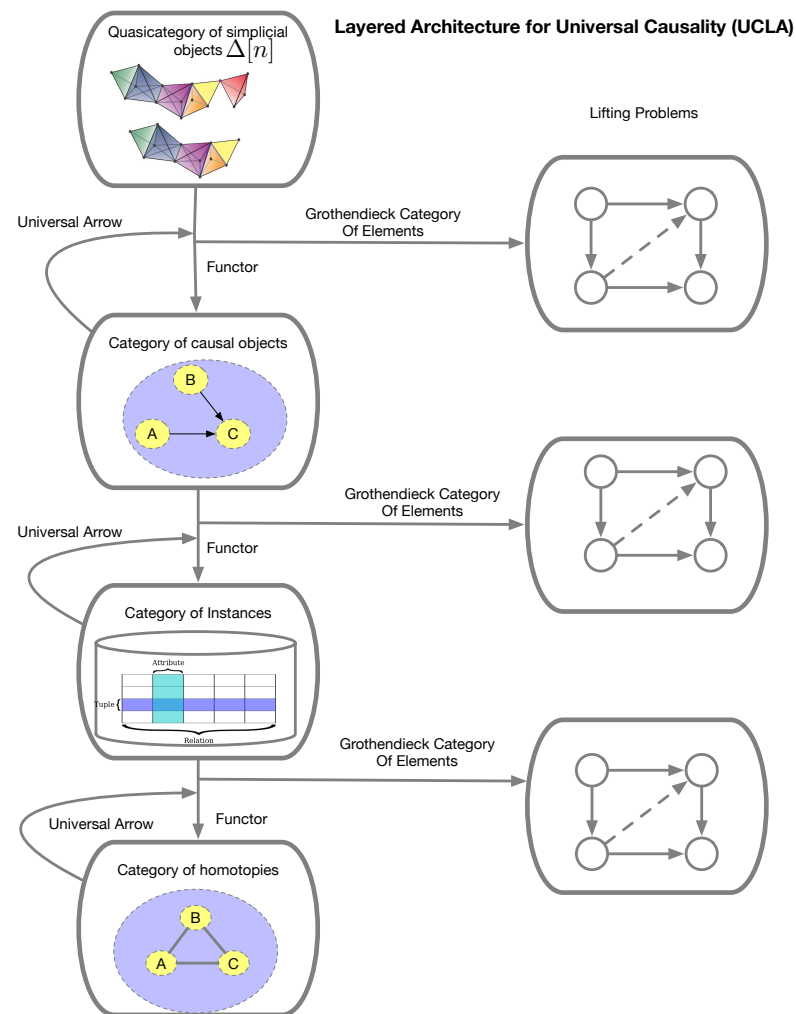 Layered Architecture for Universal Causality (UCLA)
Quasicategory of simplicial
objects Δ[n]
Lifting Problems
Universal Arrow
Grothendieck Category
Of Elements
Functor
Category of causal objects
B
A
C
Grothendieck Category
Of Elements
Universal Arrow
Functor
Category of Instances
Attribute
Tuple
Relation
Grothendieck Category
Of Elements
Universal Arrow
Functor
Category of homotopies
B
A
C